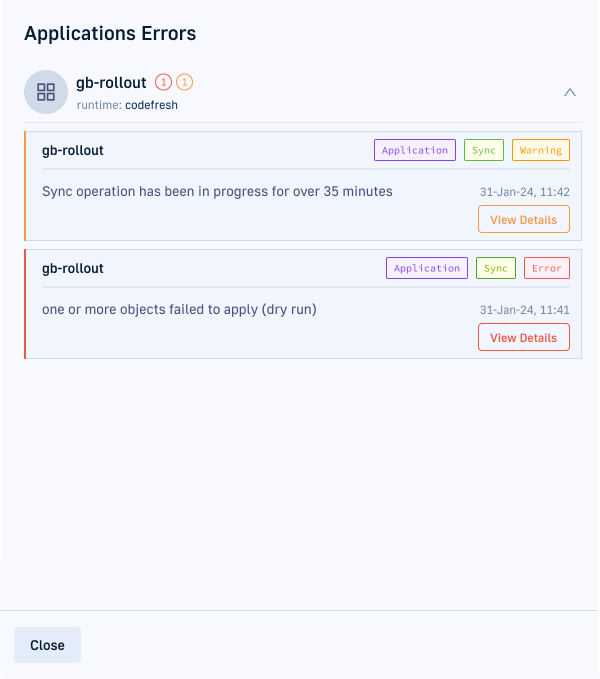 Applications Errors
gb-rollout 1 1
runtime: codefresh
gb-rollout Application Sync Warning
Sync operation has been in progress for over 35 minutes 31-Jan-24, 11:42
View Details
gb-rollout Application Sync Error
one or more objects failed to apply (dry run) 31-Jan-24, 11:41
View Details
Close